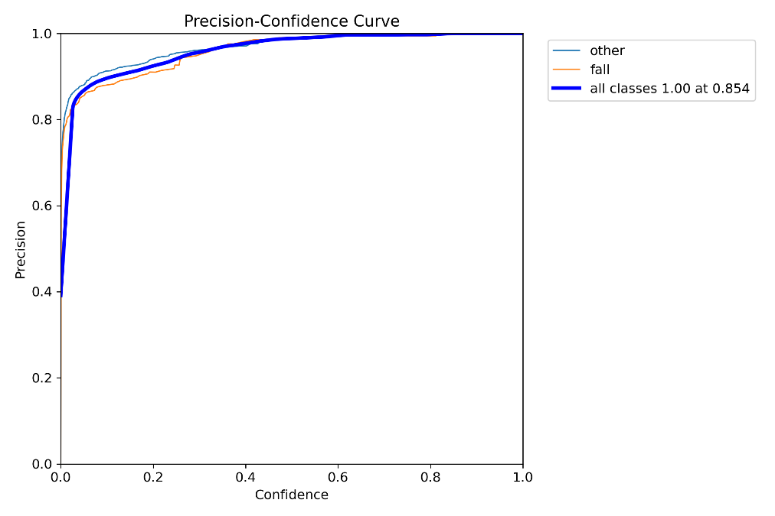 Precision-Confidence Curve
1.0
0.8
0.6
0.4
0.2
0.0
Precision
0.0 0.2 0.4 0.6 0.8 1.0
Confidence
other
fall
all classes 1.00 at 0.854